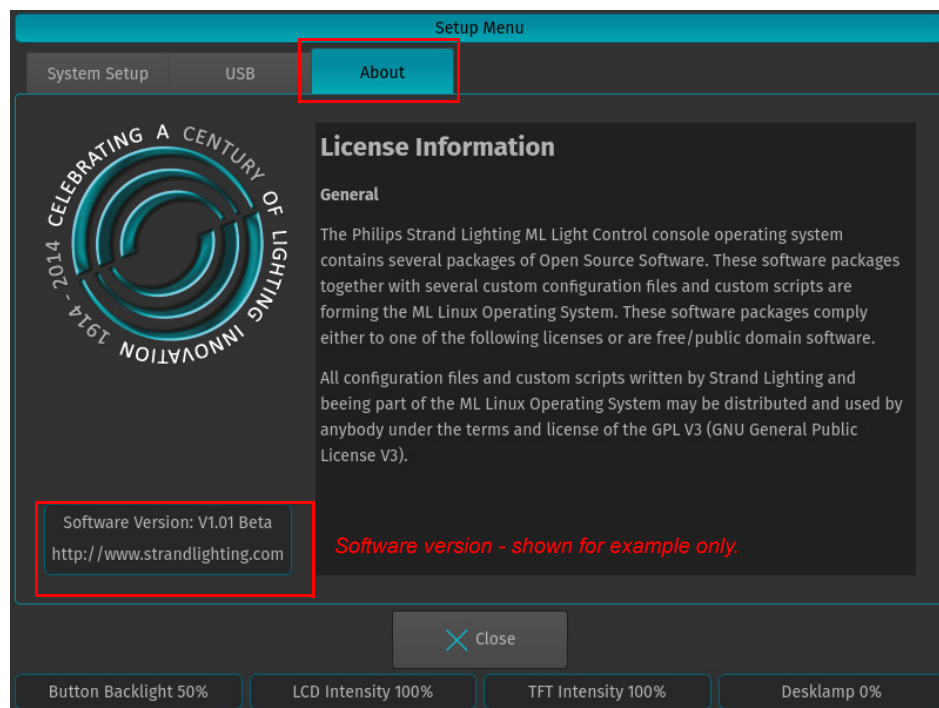 Setup Menu
System Setup
USB
About
1914 - 2014 CELEBRATING A CENTURY OF LIGHTING INNOVATION
License Information
General
The Philips Strand Lighting ML Light Control console operating system
contains several packages of Open Source Software. These software packages
together with several custom configuration files and custom scripts are
forming the ML Linux Operating System. These software packages comply
either to one of the following licenses or are free/public domain software.
All configuration files and custom scripts written by Strand Lighting and
beeing part of the ML Linux Operating System may be distributed and used by
anybody under the terms and license of the GPL V3 (GNU General Public
License V3).
Software Version: V1.01 Beta
http://www.strandlighting.com
Software version - shown for example only.
Close
Button Backlight 50%
LCD Intensity 100%
TFT Intensity 100%
Desklamp 0%